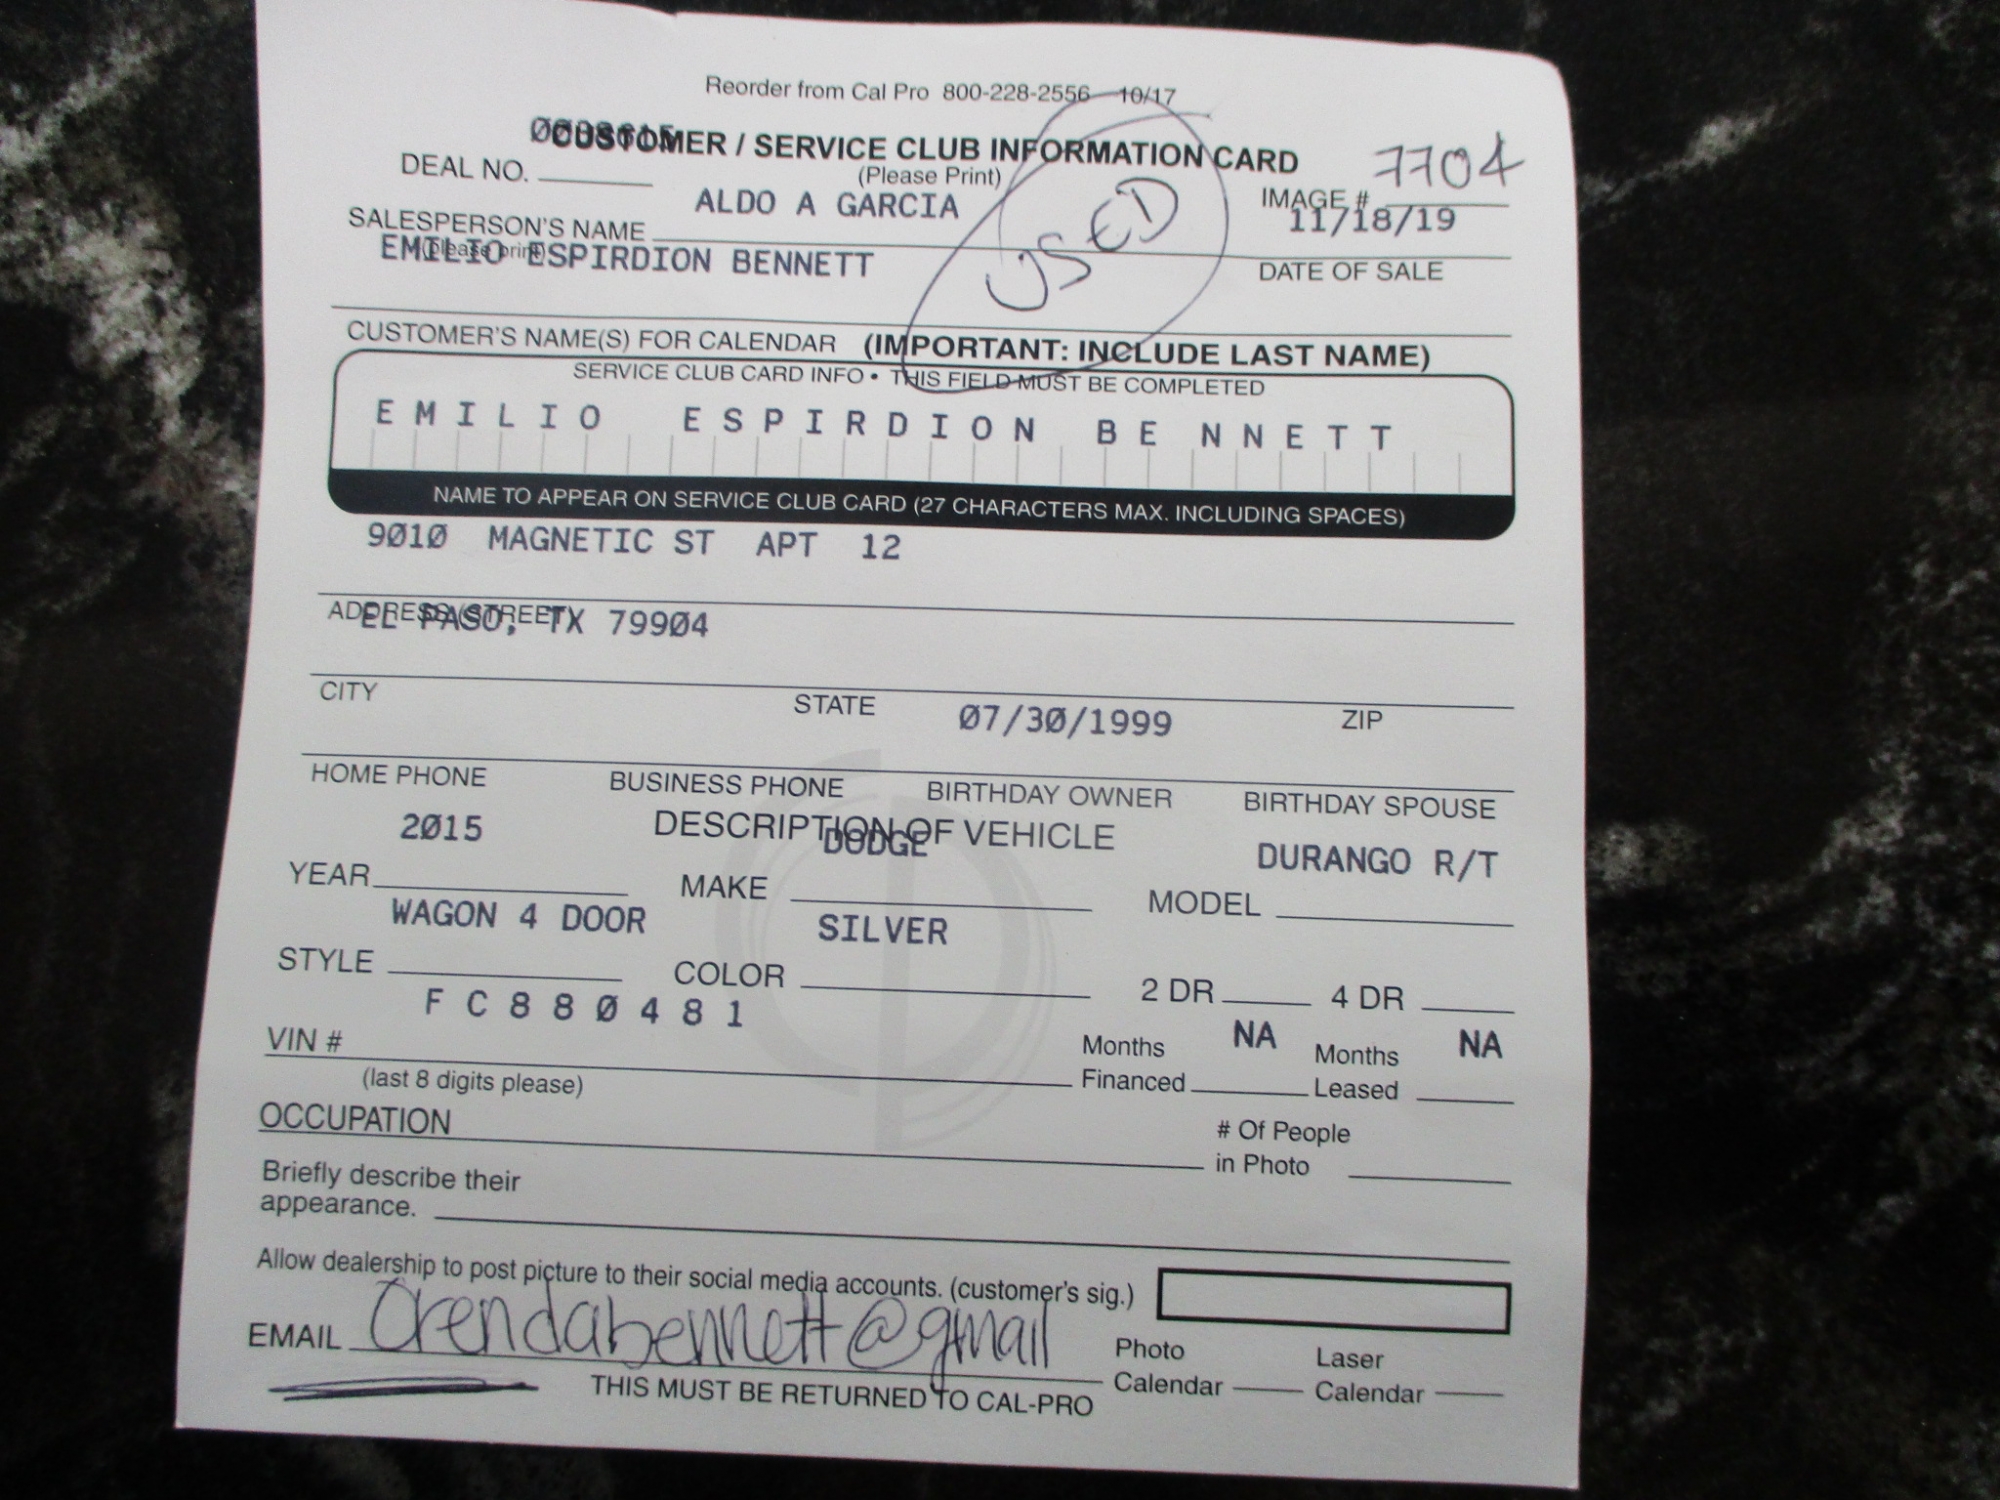 Reorder from Cal Pro 800-228-2556 10/17
CUSTOMER / SERVICE CLUB INFORMATION CARD
(Please Print)
7704
DEAL NO.
IMAGE #
ALDO A GARCIA
11/18/19
USED
SALESPERSON'S NAME
(please print)
EMILIO ESPIRDION BENNETT
DATE OF SALE
CUSTOMER'S NAME(S) FOR CALENDAR (IMPORTANT: INCLUDE LAST NAME)
SERVICE CLUB CARD INFO • THIS FIELD MUST BE COMPLETED
EMILIO ESPIRDION BENNETT
NAME TO APPEAR ON SERVICE CLUB CARD (27 CHARACTERS MAX. INCLUDING SPACES)
9010 MAGNETIC ST APT 12
ADDRESS (STREET)
EL PASO, TX 79904
CITY STATE ZIP
07/30/1999
HOME PHONE BUSINESS PHONE BIRTHDAY OWNER BIRTHDAY SPOUSE
DESCRIPTION OF VEHICLE
2015 DODGE DURANGO R/T
YEAR MAKE MODEL
WAGON 4 DOOR SILVER
STYLE COLOR 2 DR 4 DR
FC880481
VIN #
(last 8 digits please)
Months Financed NA Months Leased NA
OCCUPATION
# Of People in Photo
Briefly describe their
appearance.
Allow dealership to post picture to their social media accounts. (customer's sig.)
EMAIL Orendabennett@gmail
Photo Calendar Laser Calendar
THIS MUST BE RETURNED TO CAL-PRO